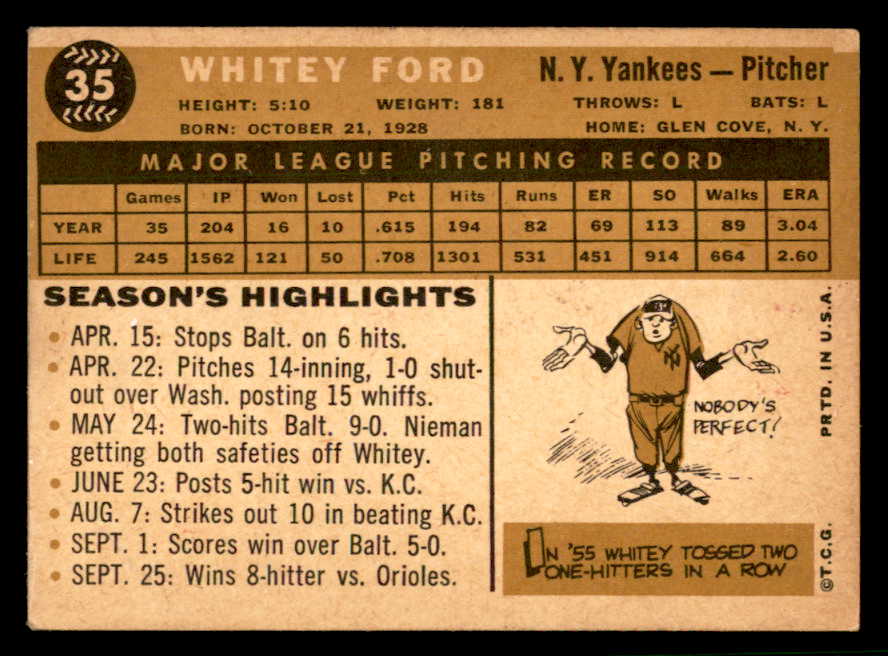 35
WHITEY FORD
N. Y. Yankees — Pitcher
HEIGHT: 5:10 WEIGHT: 181 THROWS: L BATS: L
BORN: OCTOBER 21, 1928 HOME: GLEN COVE, N. Y.
MAJOR LEAGUE PITCHING RECORD
Games IP Won Lost Pct Hits Runs ER SO Walks ERA
YEAR 35 204 16 10 .615 194 82 69 113 89 3.04
LIFE 245 1562 121 50 .708 1301 531 451 914 664 2.60
SEASON'S HIGHLIGHTS
• APR. 15: Stops Balt. on 6 hits.
• APR. 22: Pitches 14-inning, 1-0 shut-
out over Wash. posting 15 whiffs.
• MAY 24: Two-hits Balt. 9-0. Nieman
getting both safeties off Whitey.
• JUNE 23: Posts 5-hit win vs. K.C.
• AUG. 7: Strikes out 10 in beating K.C.
• SEPT. 1: Scores win over Balt. 5-0.
• SEPT. 25: Wins 8-hitter vs. Orioles.
NY
NOBODY'S
PERFECT!
IN '55 WHITEY TOSSED TWO
ONE-HITTERS IN A ROW
©T.C.G. PRTD. IN U.S.A.